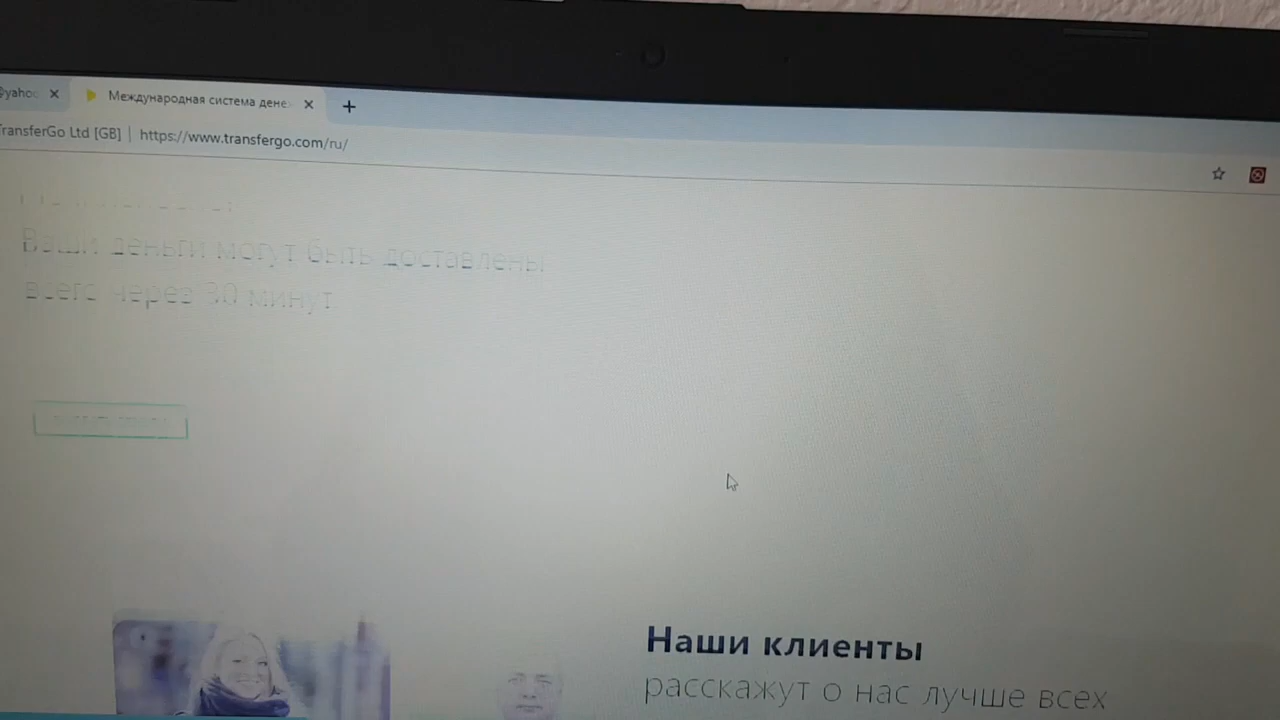 @yahoo
Международная система дене
TransferGo Ltd [GB] | https://www.transfergo.com/ru/
Ваши деньги могут быть доставлены
всего через 30 минут
Наши клиенты
расскажут о нас лучше всех